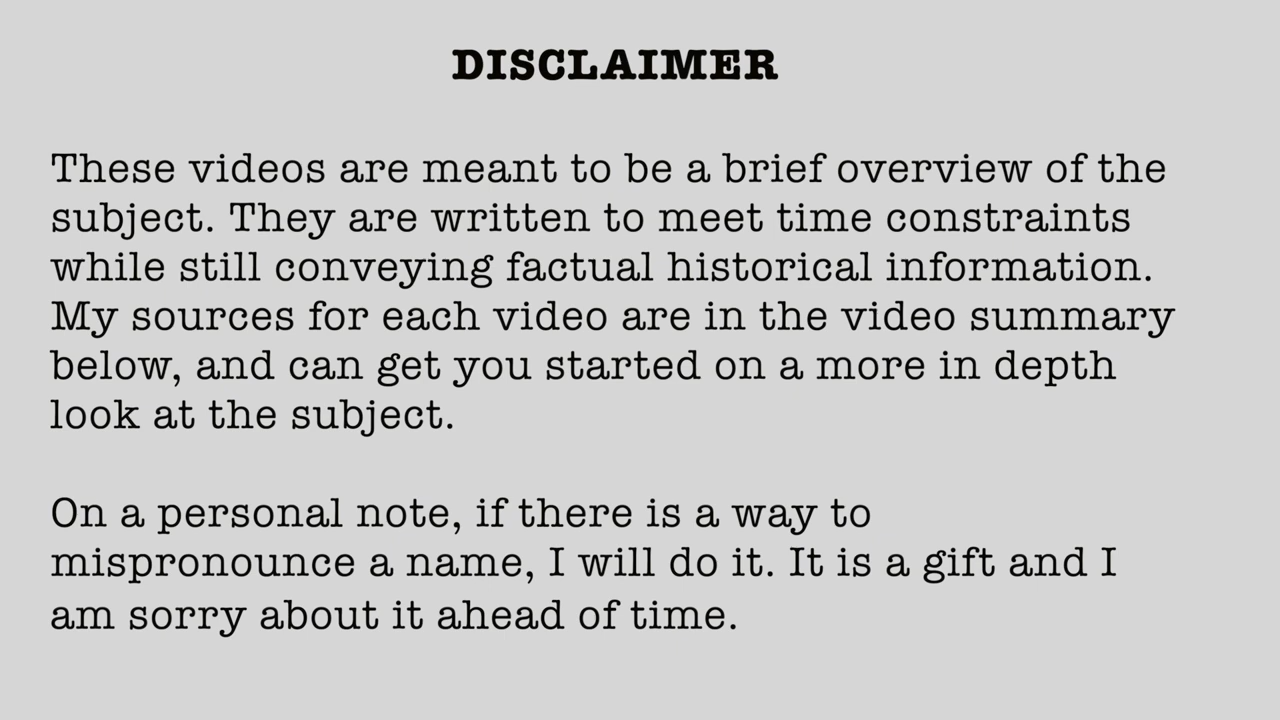 DISCLAIMER
These videos are meant to be a brief overview of the
subject. They are written to meet time constraints
while still conveying factual historical information.
My sources for each video are in the video summary
below, and can get you started on a more in depth
look at the subject.
On a personal note, if there is a way to
mispronounce a name, I will do it. It is a gift and I
am sorry about it ahead of time.